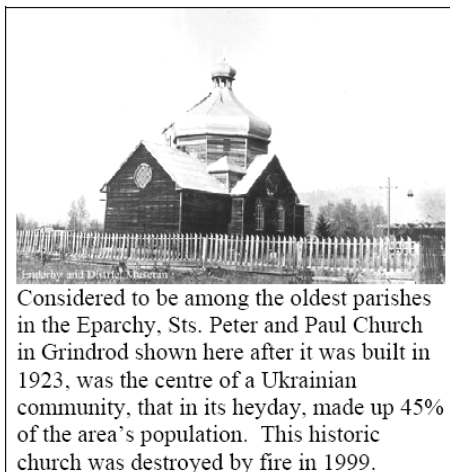 Enderby and District Museum
Considered to be among the oldest parishes
in the Eparchy, Sts. Peter and Paul Church
in Grindrod shown here after it was built in
1923, was the centre of a Ukrainian
community, that in its heyday, made up 45%
of the area’s population.  This historic
church was destroyed by fire in 1999.